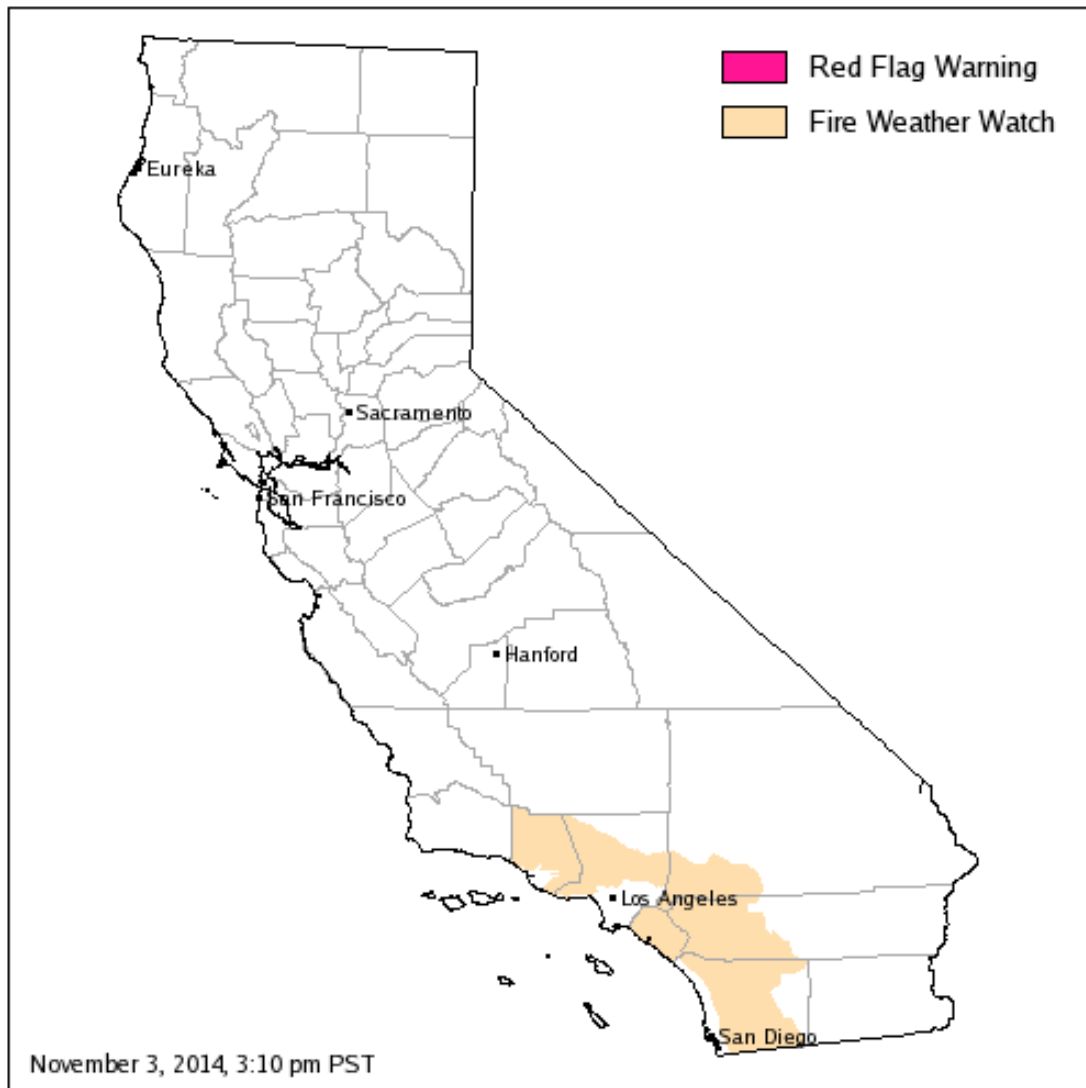 Red Flag Warning
Fire Weather Watch
Eureka
Sacramento
San Francisco
Hanford
Los Angeles
San Diego
November 3, 2014, 3:10 pm PST